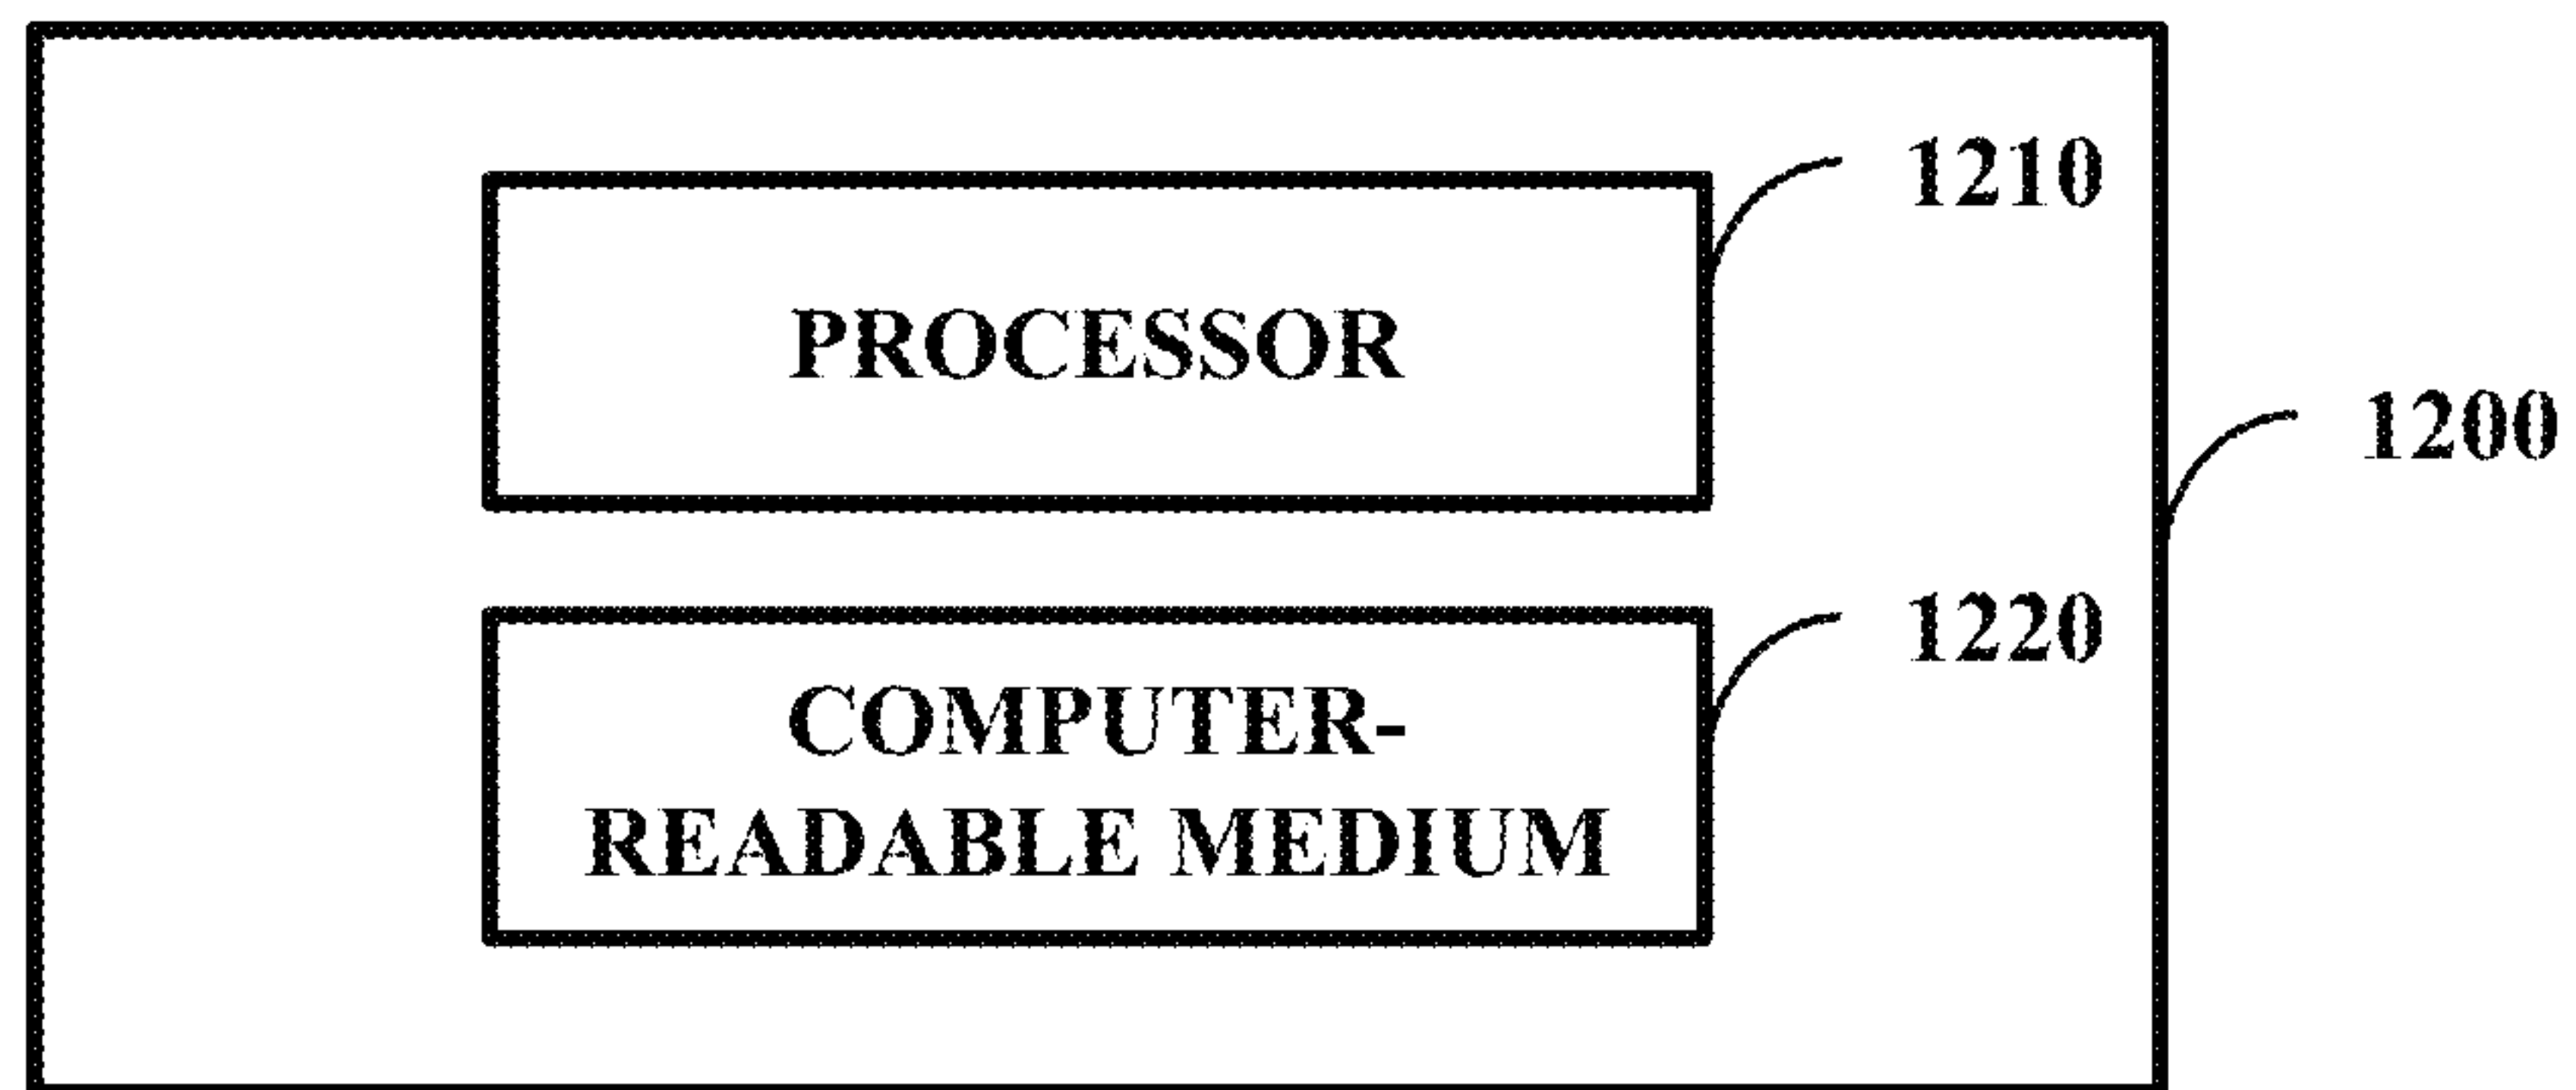 1210
PROCESSOR
1200
1220
COMPUTER-
READABLE MEDIUM